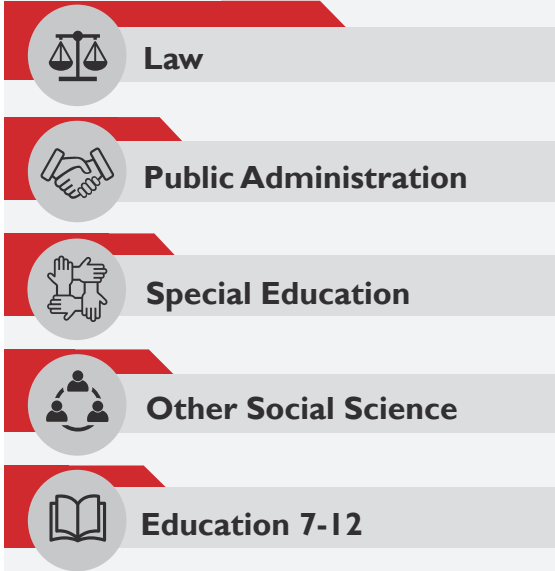 Law
Public Administration
Special Education
Other Social Science
Education 7-12